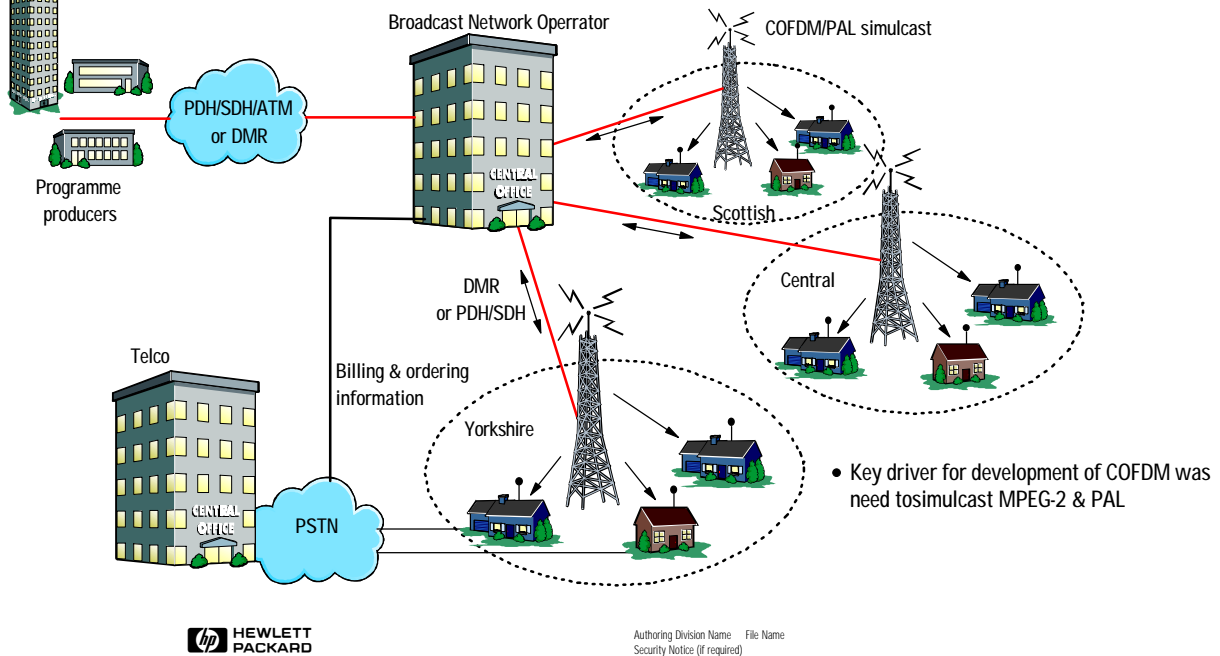 Broadcast Network Operrator
COFDM/PAL simulcast
PDH/SDH/ATM
or DMR
Programme
producers
CENTRAL
OFFICE
Scottish
Central
DMR
or PDH/SDH
Telco
Billing & ordering
information
Yorkshire
CENTRAL
OFFICE
PSTN
• Key driver for development of COFDM was
need tosimulcast MPEG-2 & PAL
hp HEWLETT
PACKARD
Authoring Division Name File Name
Security Notice (if required)